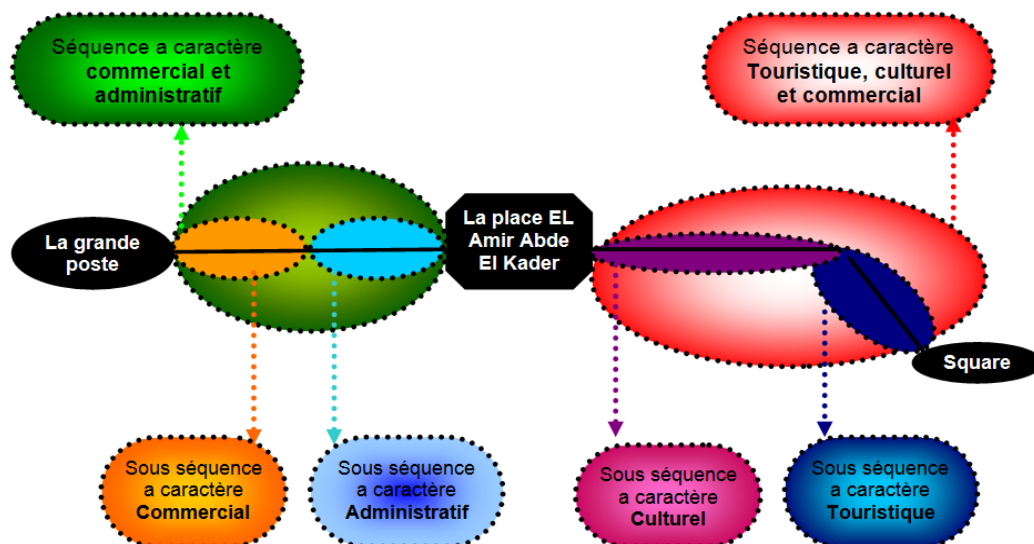 Séquence a caractère
commercial et
administratif
Séquence a caractère
Touristique, culturel
et commercial
La grande
poste
La place EL
Amir Abde
El Kader
Square
Sous séquence
a caractère
Commercial
Sous séquence
a caractère
Administratif
Sous séquence
a caractère
Culturel
Sous séquence
a caractère
Touristique